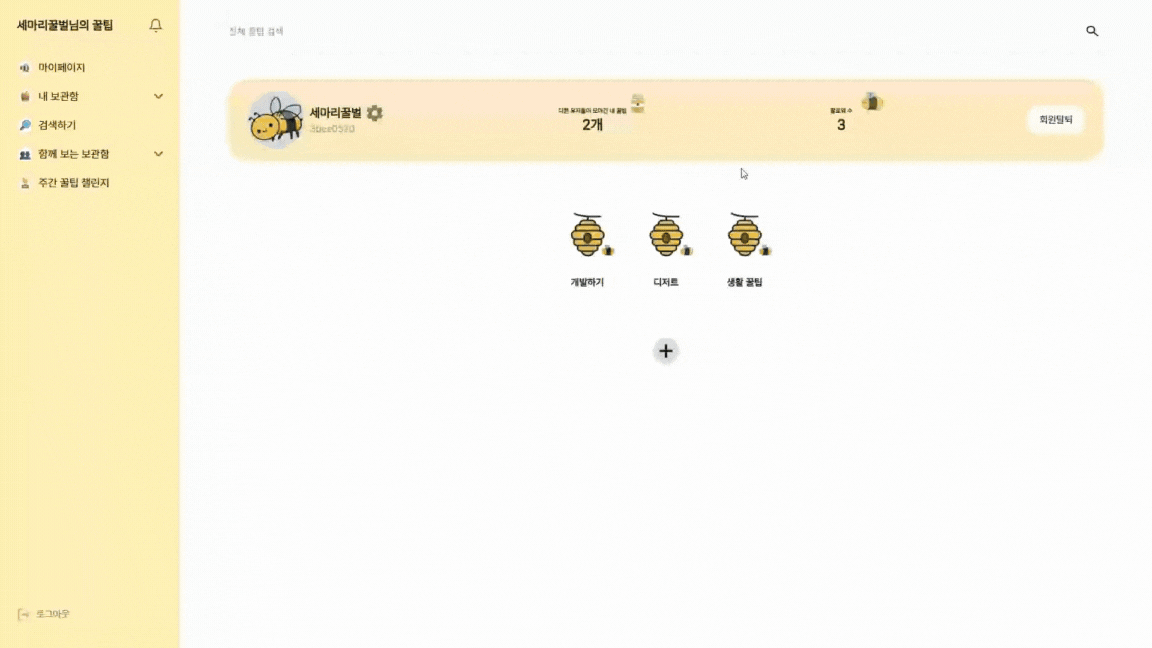 세마리꿀벌님의 꿀팁
마이페이지
내 보관함
검색하기
함께 보는 보관함
주간 꿀팁 챌린지
로그아웃
전체 꿀팁 검색
세마리꿀벌
3bee0530
다른 유저들이 모아간 내 꿀팁
2개
팔로워 수
3
회원탈퇴
개발하기
디저트
생활 꿀팁